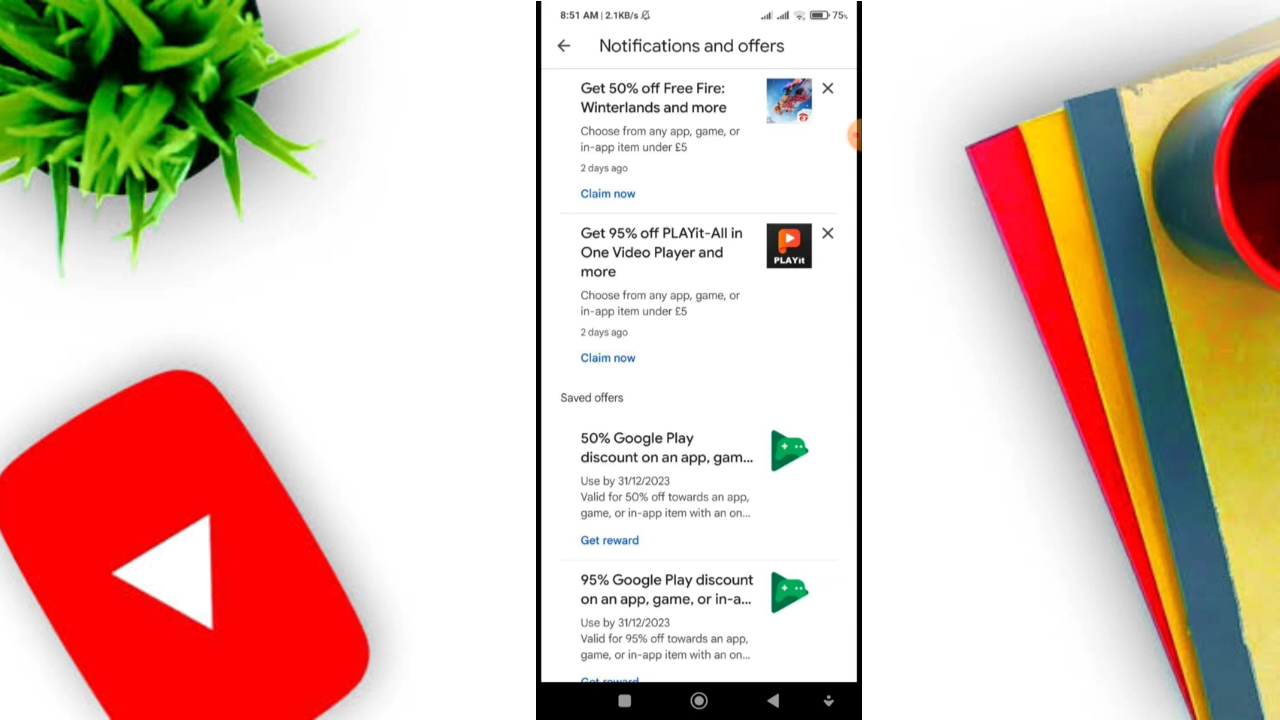 8:51 AM | 2.1KB/s
75%
Notifications and offers
Get 50% off Free Fire:
Winterlands and more
Choose from any app, game, or
in-app item under £5
2 days ago
Claim now
Get 95% off PLAYit-All in
One Video Player and
more
PLAYit
Choose from any app, game, or
in-app item under £5
2 days ago
Claim now
Saved offers
50% Google Play
discount on an app, gam...
Use by 31/12/2023
Valid for 50% off towards an app,
game, or in-app item with an on...
Get reward
95% Google Play discount
on an app, game, or in-a...
Use by 31/12/2023
Valid for 95% off towards an app,
game, or in-app item with an on...
Get reward